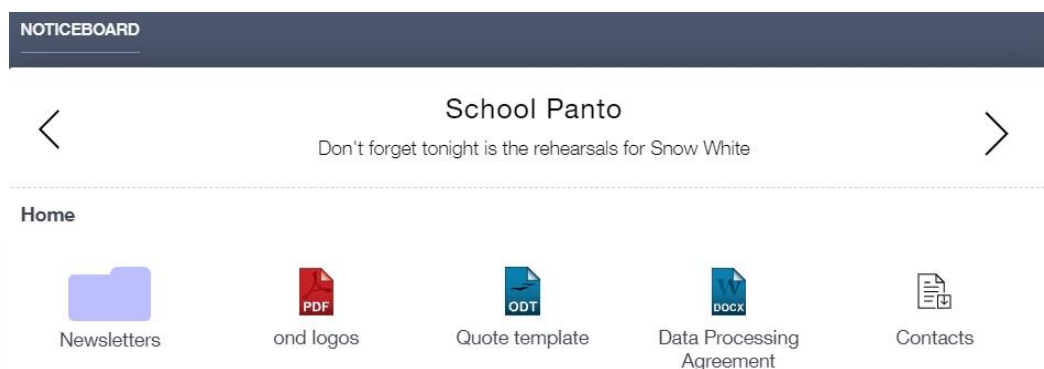 NOTICEBOARD
School Panto
Don't forget tonight is the rehearsals for Snow White
Home
PDF
ODT
W
DOCX
Newsletters
ond logos
Quote template
Data Processing
Agreement
Contacts